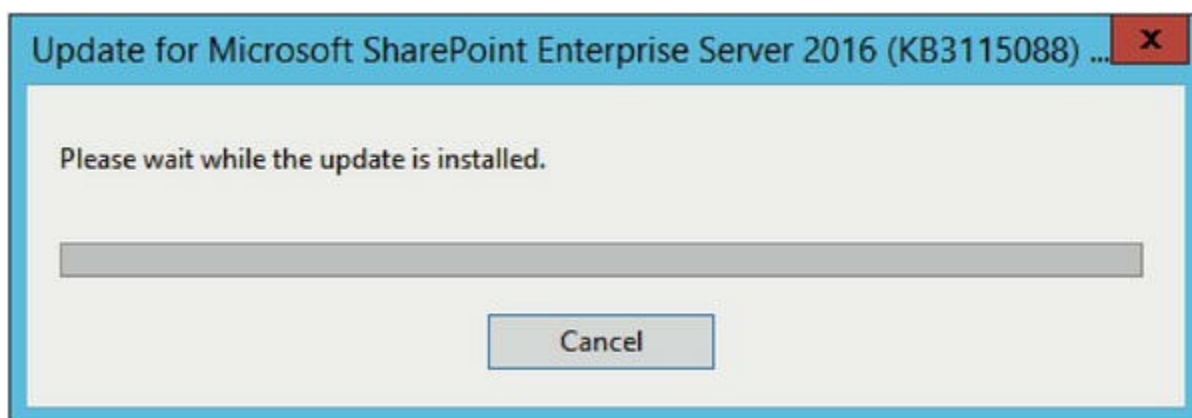 Update for Microsoft SharePoint Enterprise Server 2016 (KB3115088) ... x
Please wait while the update is installed.
Cancel